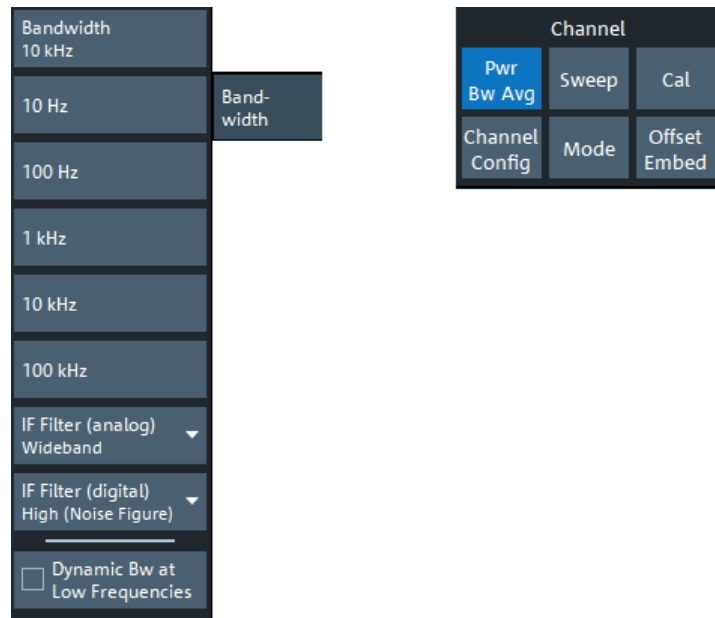 Bandwidth
10 kHz
10 Hz
100 Hz
1 kHz
10 kHz
100 kHz
IF Filter (analog)
Wideband
IF Filter (digital)
High (Noise Figure)
Dynamic Bw at
Low Frequencies
Band-
width
Channel
Pwr
Bw Avg
Sweep
Cal
Channel
Config
Mode
Offset
Embed